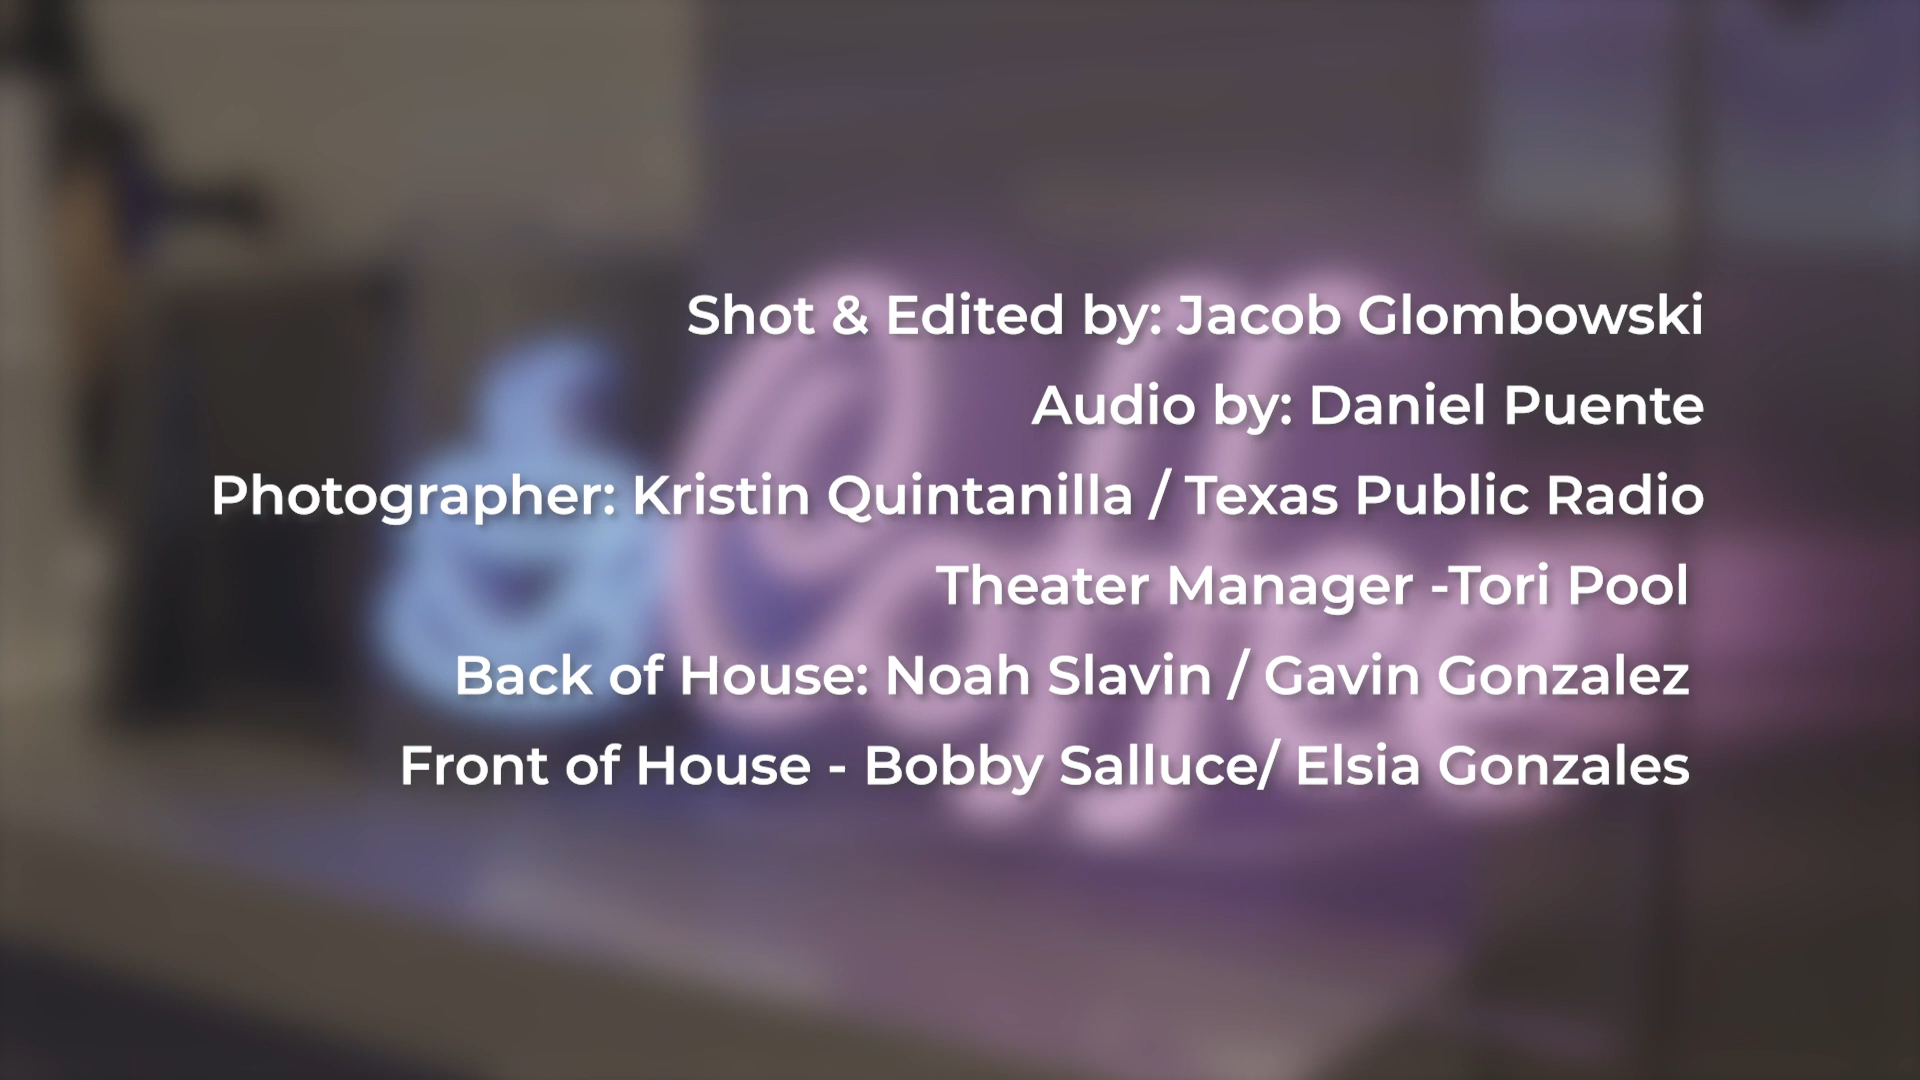 Shot & Edited by: Jacob Glombowski
Audio by: Daniel Puente
Photographer: Kristin Quintanilla / Texas Public Radio
Theater Manager -Tori Pool
Back of House: Noah Slavin / Gavin Gonzalez
Front of House - Bobby Salluce/ Elsia Gonzales
Coffee